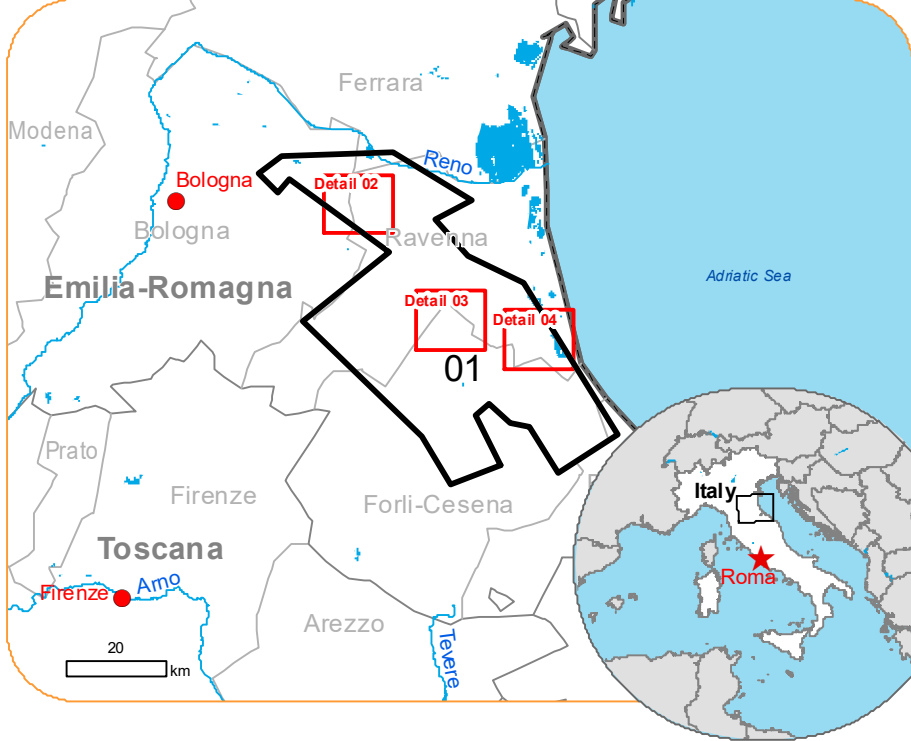 Ferrara
Modena
Reno
Bologna
Detail 02
Bologna
Ravenna
Adriatic Sea
Emilia-Romagna
Detail 03
Detail 04
01
Prato
Italy
Firenze
Forli-Cesena
Toscana
Roma
Firenze
Arno
Arezzo
Tevere
20
km